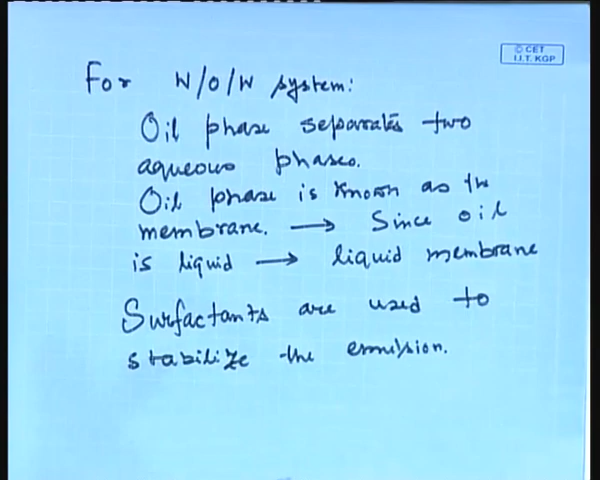 © CET
I.I.T. KGP
For W/O/W system:
Oil phase separates two
aqueous phases.
Oil phase is known as the
membrane. → Since oil
is liquid → liquid membrane
Surfactants are used to
stabilize the emulsion.